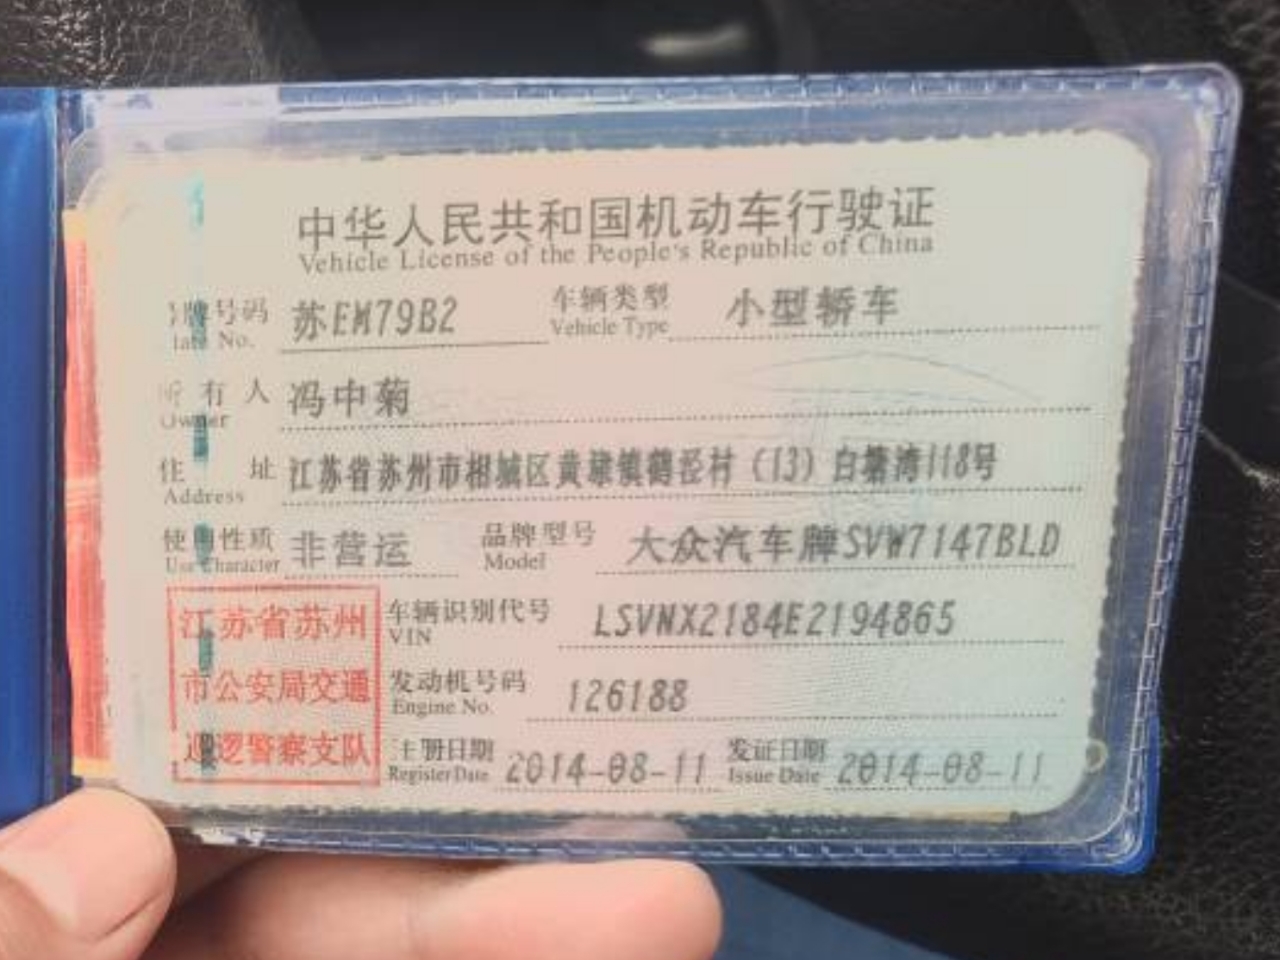 中华人民共和国机动车行驶证
Vehicle License of the People's Republic of China
号牌号码 苏EM79B2 车辆类型 小型轿车
Plate No. Vehicle Type
所有人 冯中菊
Owner
住址 江苏省苏州市相城区黄埭镇鹤泾村（13）白塘湾118号
Address
使用性质 非营运 品牌型号 大众汽车牌SVW7147BLD
Use Character Model
江苏省苏州 车辆识别代号 LSVNX2184E2194865
VIN
市公安局交通 发动机号码 126188
Engine No.
巡逻警察支队 注册日期 2014-08-11 发证日期 2014-08-11
Register Date Issue Date